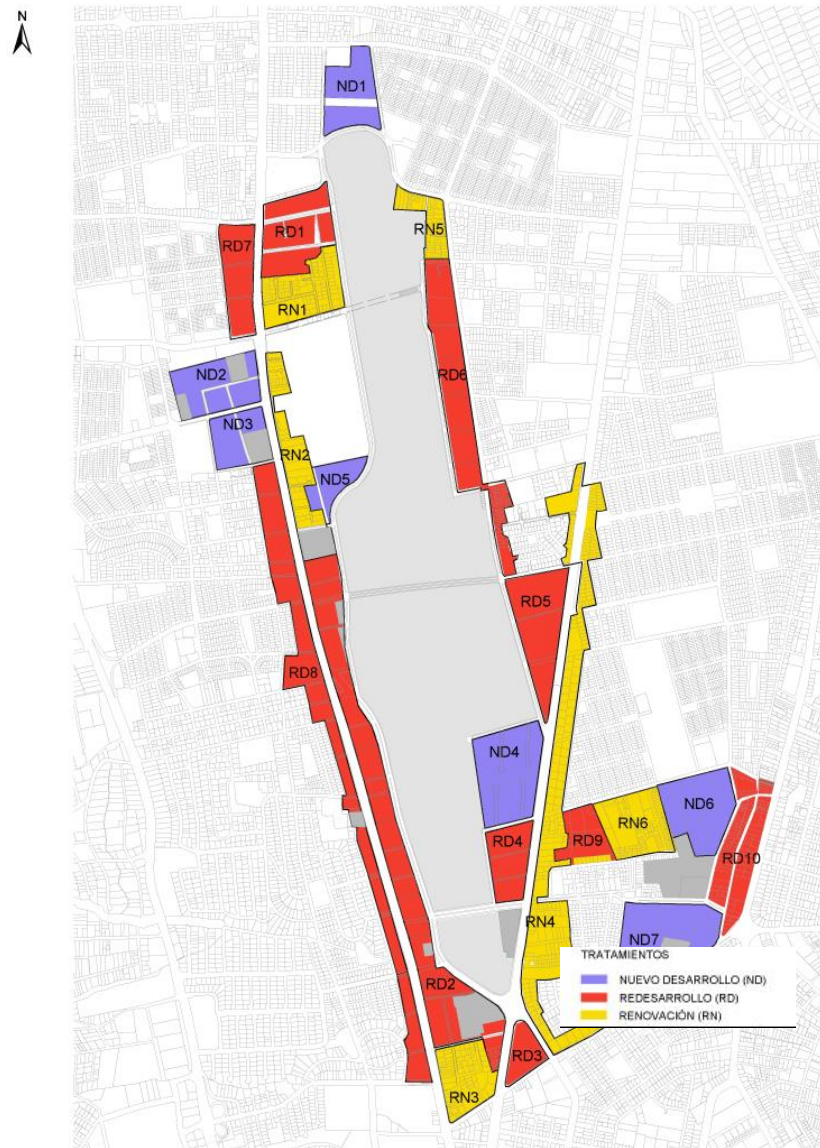 N
ND1
RD7
RD1
RN5
RN1
ND2
RD6
ND3
RN2
ND5
RD5
RD8
ND4
RD4
RD9
RN6
ND6
RD10
RN4
ND7
TRATAMIENTOS
NUEVO DESARROLLO (ND)
REDESARROLLO (RD)
RENOVACIÓN (RN)
RD2
RD3
RN3